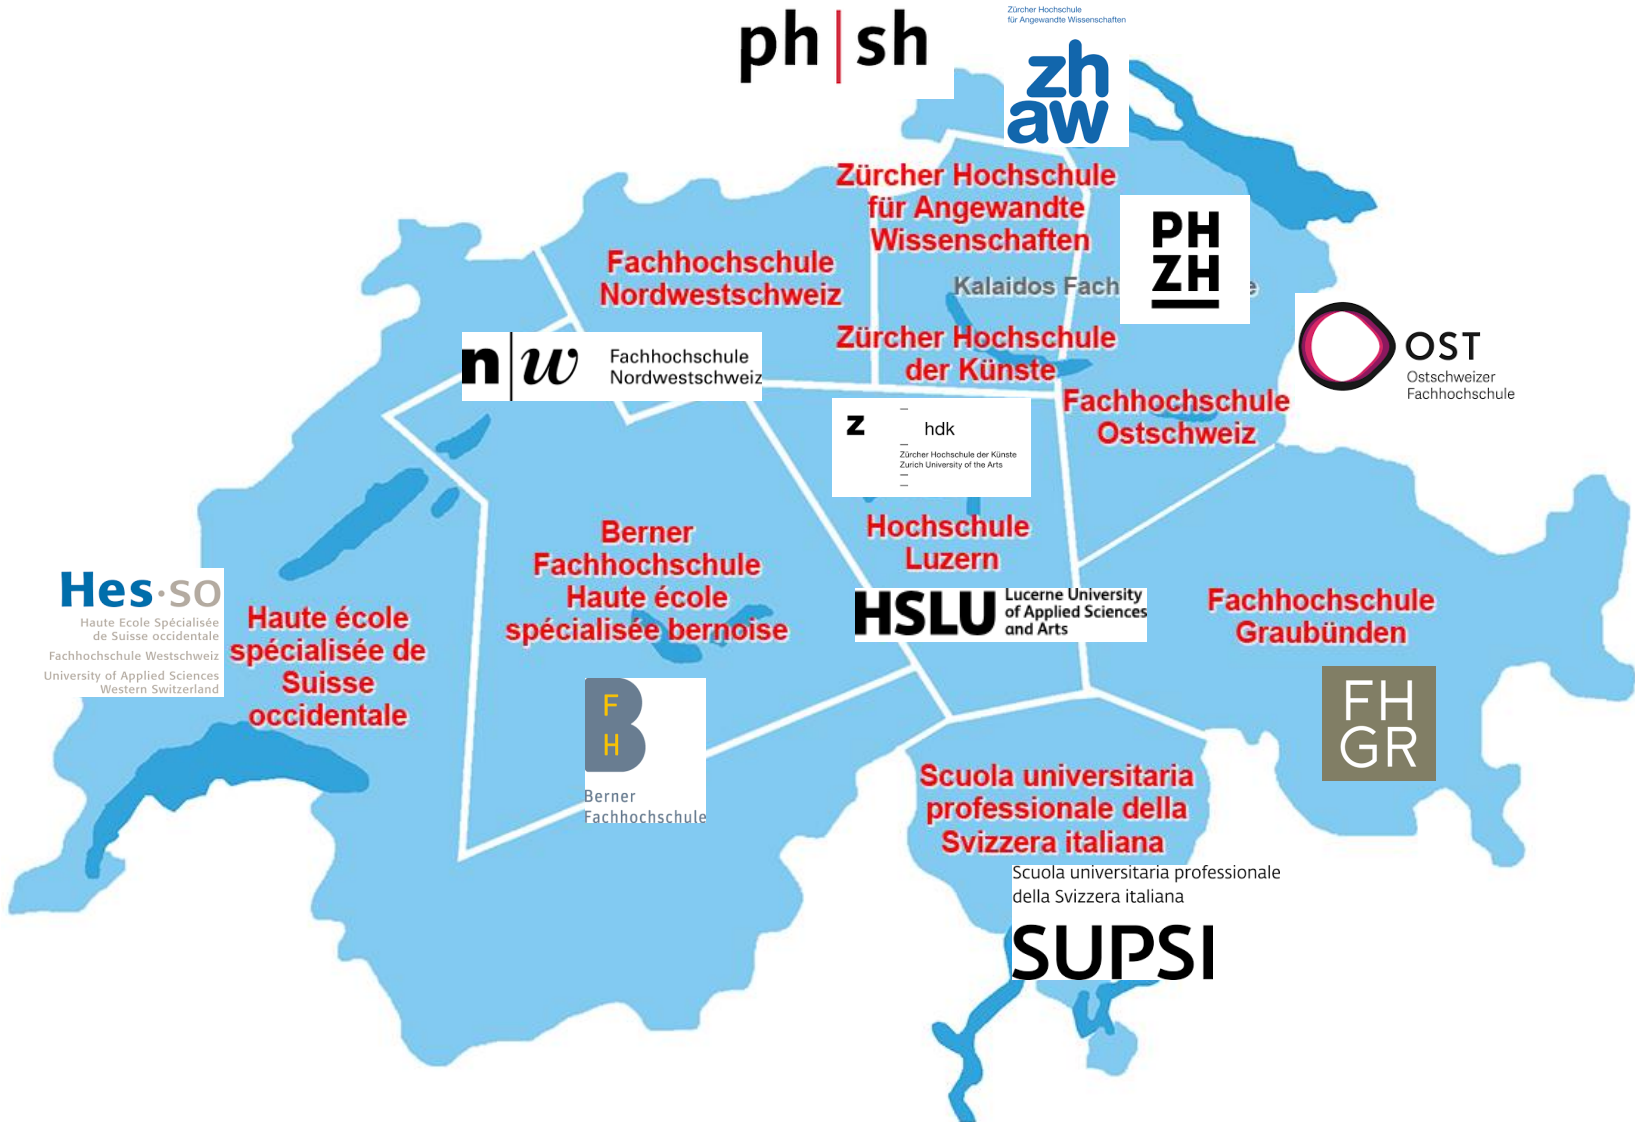 ph|sh
Zürcher Hochschule
für Angewandte Wissenschaften
zh
aw
Zürcher Hochschule
für Angewandte
Wissenschaften
PH
ZH
Fachhochschule
Nordwestschweiz
Kalaidos Fach
e
n|w
Fachhochschule
Nordwestschweiz
Zürcher Hochschule
der Künste
OST
Ostschweizer
Fachhochschule
Fachhochschule
Ostschweiz
z
hdk
Zürcher Hochschule der Künste
Zurich University of the Arts
Hochschule
Luzern
HSLU
Lucerne University
of Applied Sciences
and Arts
Berner
Fachhochschule
Haute école
spécialisée bernoise
F
H
Berner
Fachhochschule
Hes·so
Haute Ecole Spécialisée
de Suisse occidentale
Fachhochschule Westschweiz
University of Applied Sciences
Western Switzerland
Haute école
spécialisée de
Suisse
occidentale
Fachhochschule
Graubünden
FH
GR
Scuola universitaria
professionale della
Svizzera italiana
Scuola universitaria professionale
della Svizzera italiana
SUPSI